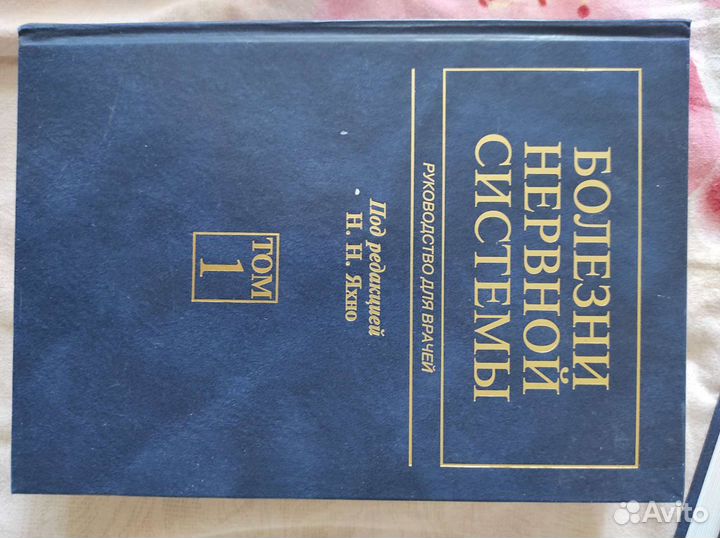 БОЛЕЗНИ
НЕРВНОЙ
СИСТЕМЫ
РУКОВОДСТВО ДЛЯ ВРАЧЕЙ
Под редакцией
Н. Н. Яхно
ТОМ
1
Avito